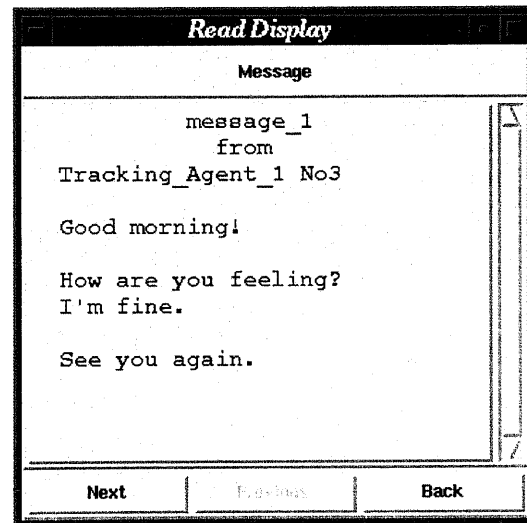 Read Display
Message
message_1
from
Tracking_Agent_1 No3
Good morning!
How are you feeling?
I'm fine.
See you again.
Next Previous Back